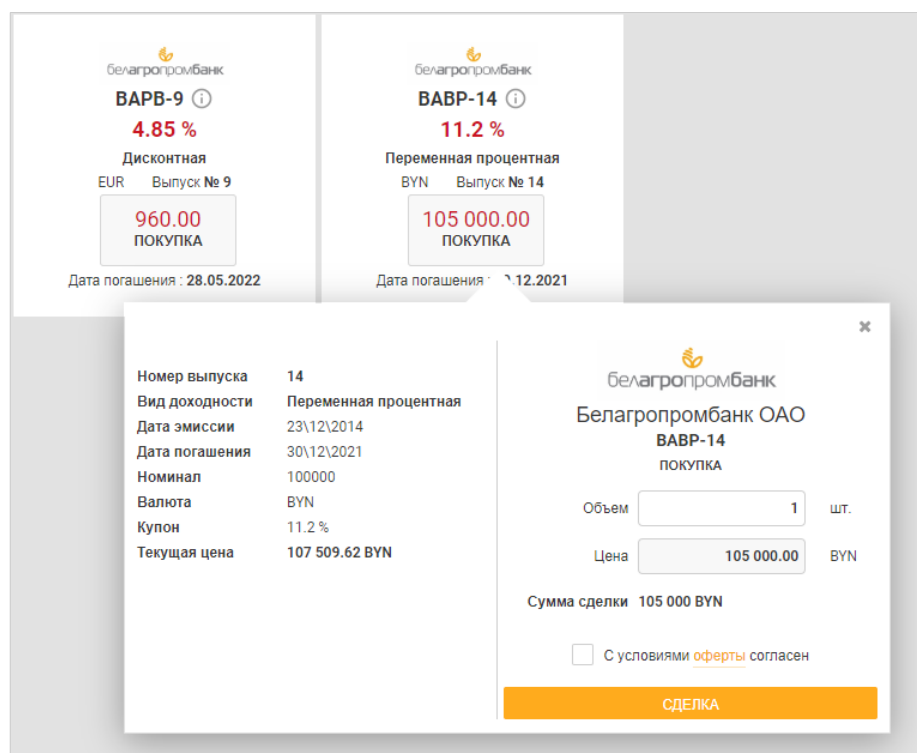 белагропромбанк
BAPB-9
4.85 %
Дисконтная
EUR Выпуск № 9
960.00
ПОКУПКА
Дата погашения : 28.05.2022
белагропромбанк
BABP-14
11.2 %
Переменная процентная
BYN Выпуск № 14
105 000.00
ПОКУПКА
Дата погашения .12.2021
Номер выпуска 14
Вид доходности Переменная процентная
Дата эмиссии 23\12\2014
Дата погашения 30\12\2021
Номинал 100000
Валюта BYN
Купон 11.2 %
Текущая цена 107 509.62 BYN
белагропромбанк
Белагропромбанк ОАО
BABP-14
ПОКУПКА
Объем 1 шт.
Цена 105 000.00 BYN
Сумма сделки 105 000 BYN
С условиями оферты согласен
СДЕЛКА